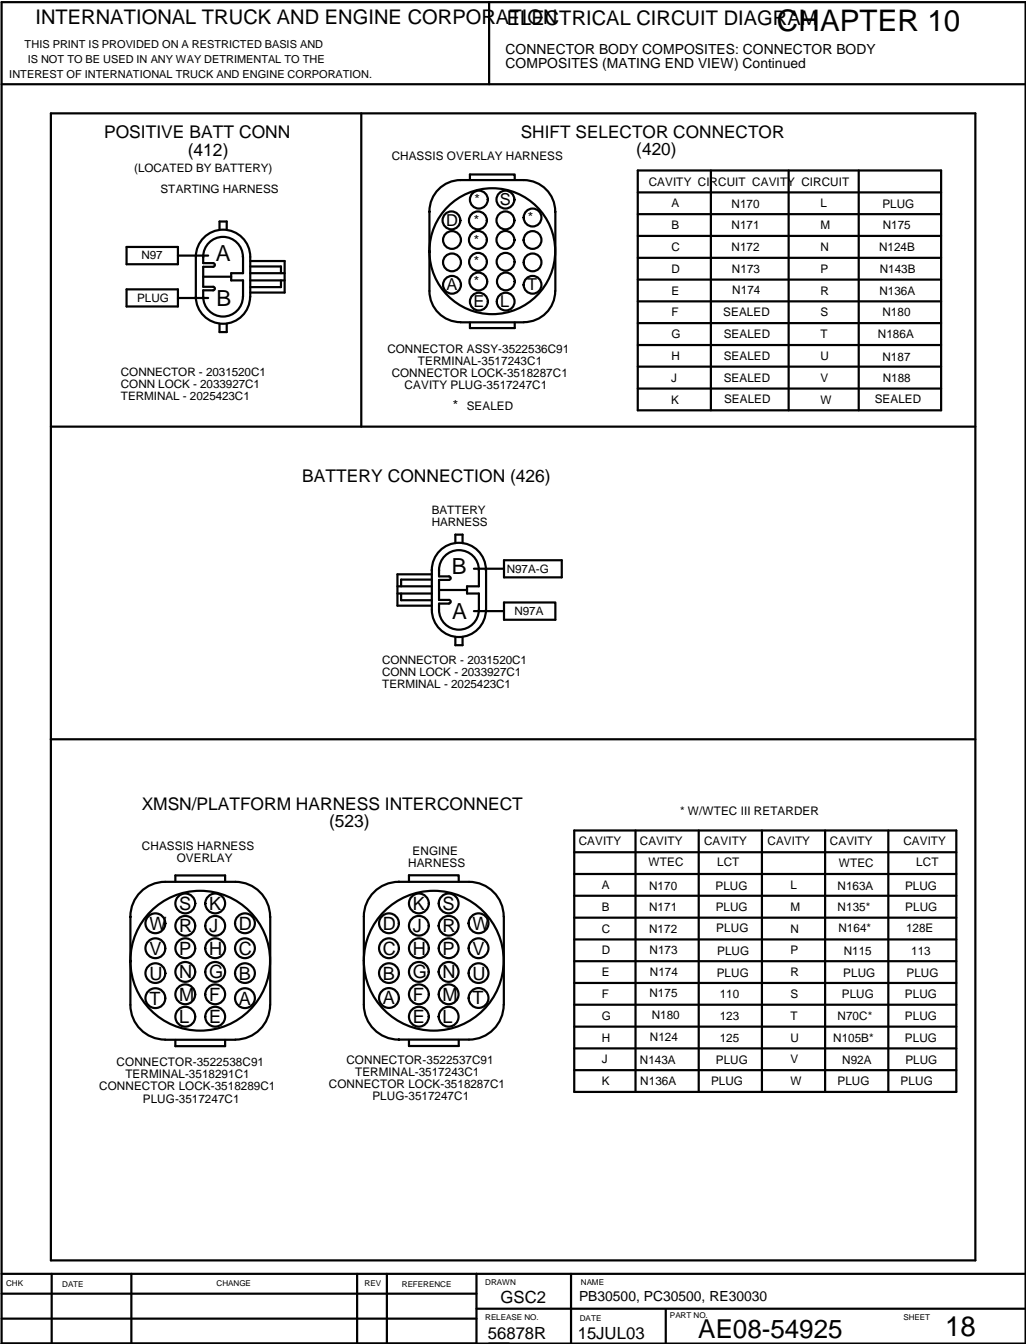 INTERNATIONAL TRUCK AND ENGINE CORPORATION
THIS PRINT IS PROVIDED ON A RESTRICTED BASIS AND
IS NOT TO BE USED IN ANY WAY DETRIMENTAL TO THE
INTEREST OF INTERNATIONAL TRUCK AND ENGINE CORPORATION.
ELECTRICAL CIRCUIT DIAGRAM
CHAPTER 10
CONNECTOR BODY COMPOSITES: CONNECTOR BODY
COMPOSITES (MATING END VIEW) Continued
POSITIVE BATT CONN
(412)
(LOCATED BY BATTERY)
STARTING HARNESS
N97 A
PLUG B
CONNECTOR - 2031520C1
CONN LOCK - 2033927C1
TERMINAL - 2025423C1
SHIFT SELECTOR CONNECTOR
(420)
CHASSIS OVERLAY HARNESS
* S
D * *
*
*
A * T
E L
CONNECTOR ASSY-3522536C91
TERMINAL-3517243C1
CONNECTOR LOCK-3518287C1
CAVITY PLUG-3517247C1
* SEALED
CAVITY CIRCUIT CAVITY CIRCUIT
A N170 L PLUG
B N171 M N175
C N172 N N124B
D N173 P N143B
E N174 R N136A
F SEALED S N180
G SEALED T N186A
H SEALED U N187
J SEALED V N188
K SEALED W SEALED
BATTERY CONNECTION (426)
BATTERY
HARNESS
B N97A-G
A N97A
CONNECTOR - 2031520C1
CONN LOCK - 2033927C1
TERMINAL - 2025423C1
XMSN/PLATFORM HARNESS INTERCONNECT
(523)
CHASSIS HARNESS
OVERLAY
S K
W R J D
V P H C
U N G B
T M F A
L E
CONNECTOR-3522538C91
TERMINAL-3518291C1
CONNECTOR LOCK-3518289C1
PLUG-3517247C1
ENGINE
HARNESS
K S
D J R W
C H P V
B G N U
A F M T
E L
CONNECTOR-3522537C91
TERMINAL-3517243C1
CONNECTOR LOCK-3518287C1
PLUG-3517247C1
* W/WTEC III RETARDER
CAVITY CAVITY CAVITY CAVITY CAVITY CAVITY
WTEC LCT WTEC LCT
A N170 PLUG L N163A PLUG
B N171 PLUG M N135* PLUG
C N172 PLUG N N164* 128E
D N173 PLUG P N115 113
E N174 PLUG R PLUG PLUG
F N175 110 S PLUG PLUG
G N180 123 T N70C* PLUG
H N124 125 U N105B* PLUG
J N143A PLUG V N92A PLUG
K N136A PLUG W PLUG PLUG
CHK DATE CHANGE REV REFERENCE
DRAWN
GSC2
NAME
PB30500, PC30500, RE30030
RELEASE NO.
56878R
DATE
15JUL03
PART NO.
AE08-54925
SHEET 18